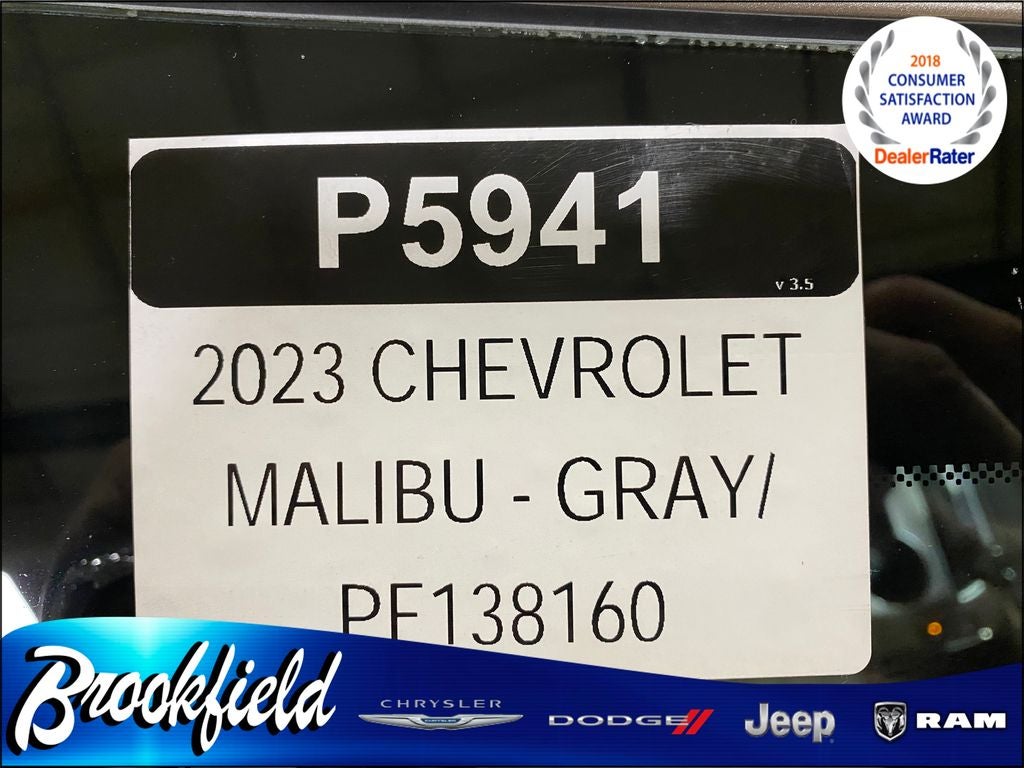 2018
CONSUMER
SATISFACTION
AWARD
DealerRater
P5941
v 3.5
2023 CHEVROLET
MALIBU - GRAY/
PF138160
Brookfield
CHRYSLER
DODGE
Jeep
RAM